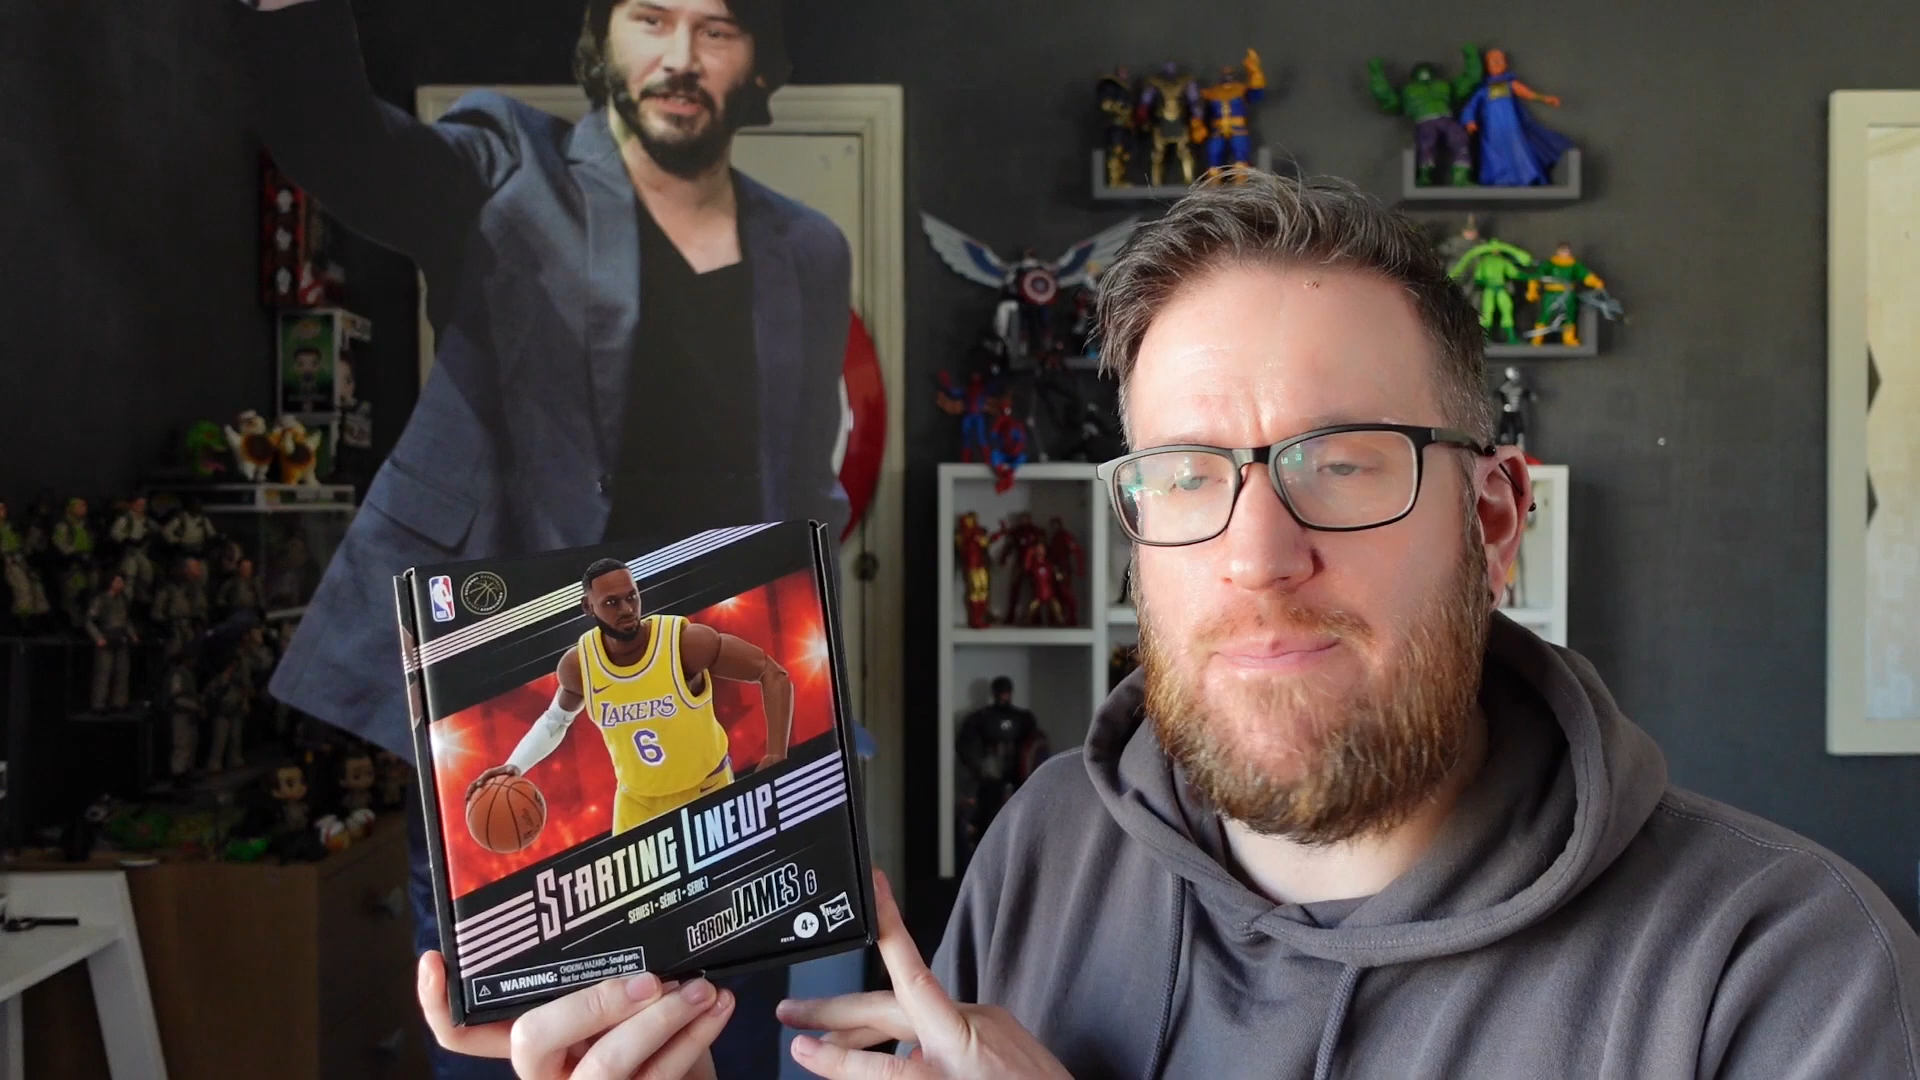 LAKERS
6
STARTING LINEUP
SERIES 1 - SÉRIE 1 - SERIE 1
LEBRON JAMES 6
4+
Hasbro
WARNING: CHOKING HAZARD–Small parts.
Not for children under 3 years.